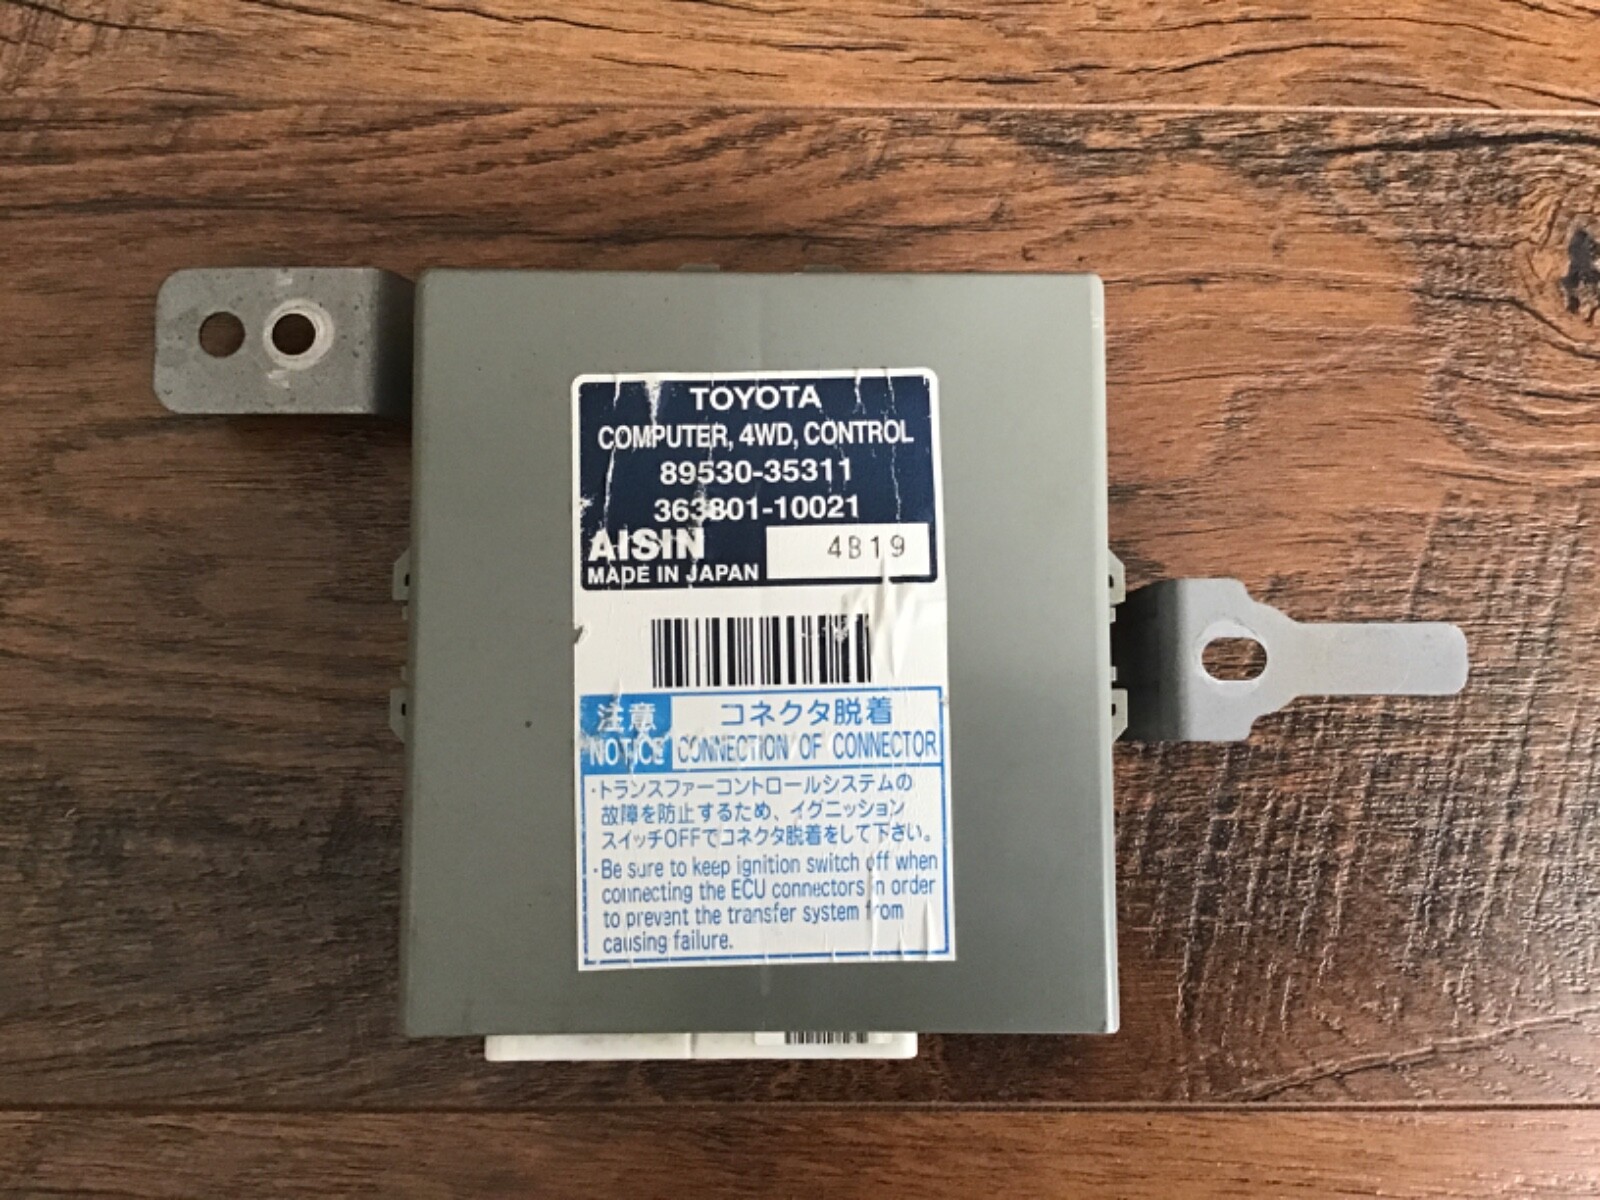 TOYOTA
COMPUTER, 4WD, CONTROL
89530-35311
363801-10021
AISIN
4B19
MADE IN JAPAN
注意
コネクタ脱着
NOTICE
CONNECTION OF CONNECTOR
・トランスファーコントロールシステムの
故障を防止するため、イグニッション
スイッチOFFでコネクタ脱着をして下さい。
・Be sure to keep ignition switch off when
connecting the ECU connectors in order
to prevent the transfer system from
causing failure.